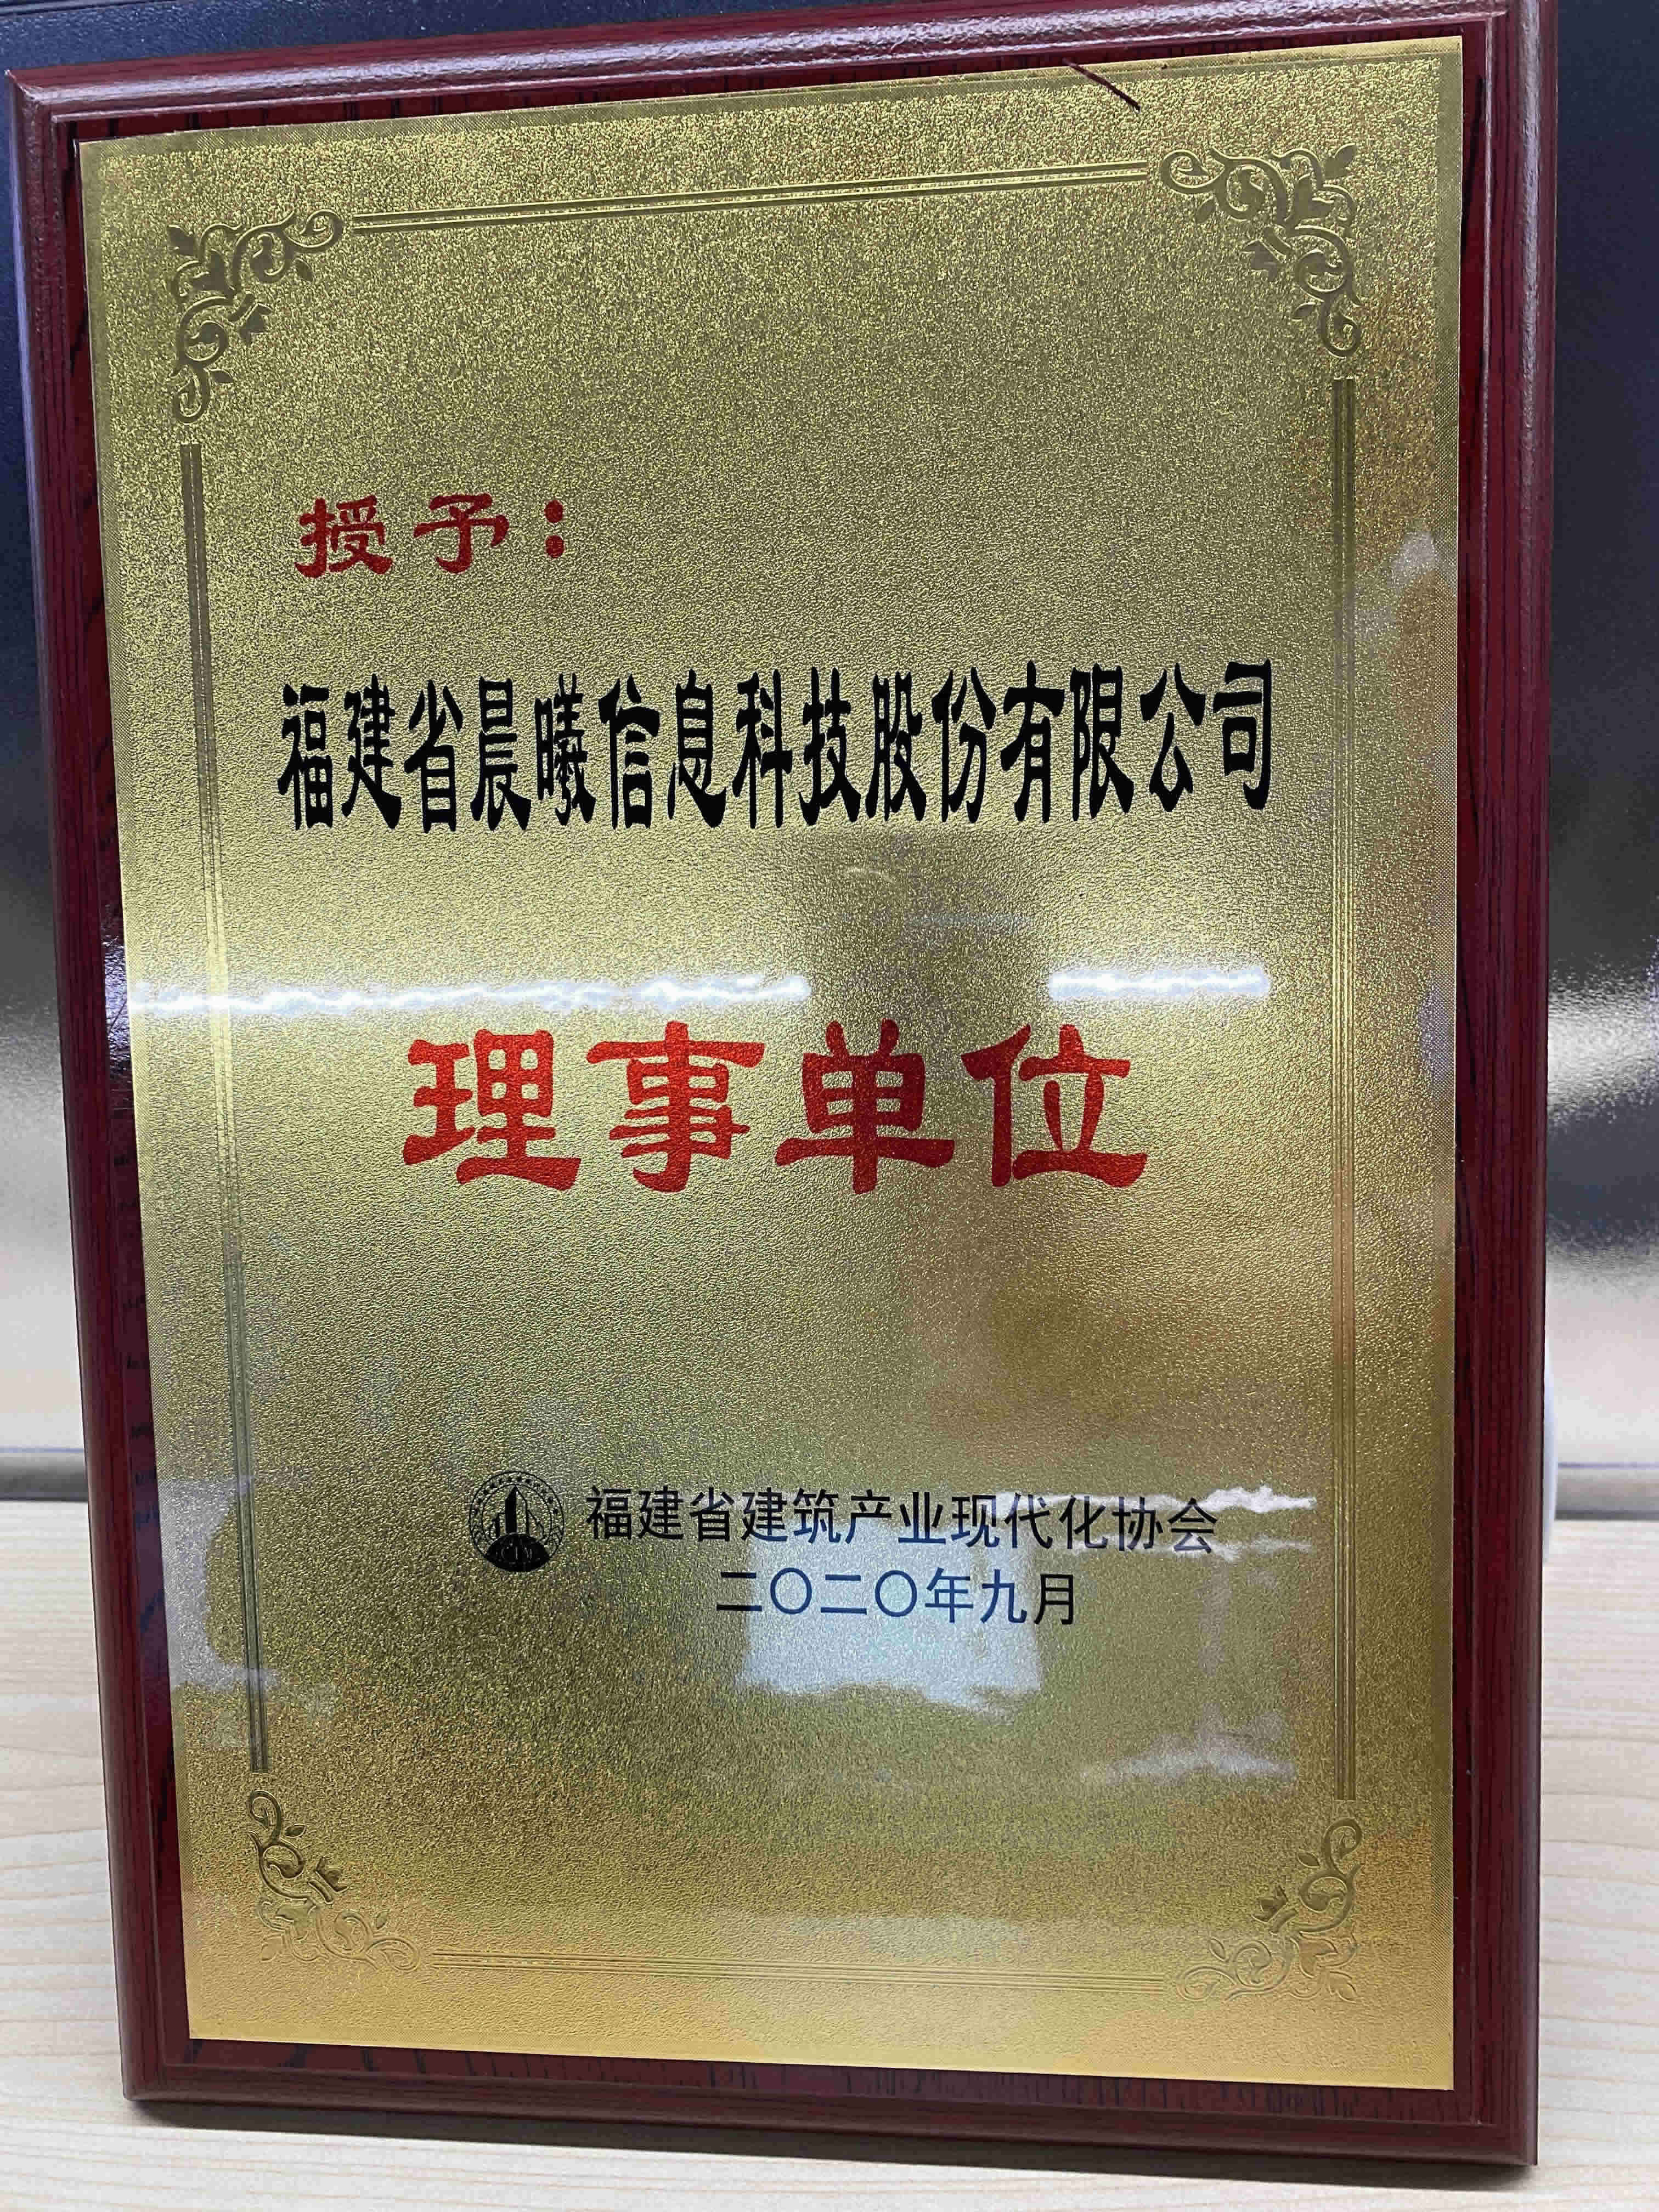 授予：
福建省晨曦信息科技股份有限公司
理事单位
福建省建筑产业现代化协会
二〇二〇年九月